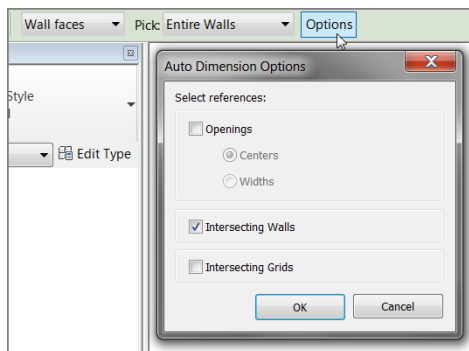 Wall faces Pick: Entire Walls Options
Auto Dimension Options
Style
Select references:
Openings
Centers
Edit Type
Widths
Intersecting Walls
Intersecting Grids
OK Cancel